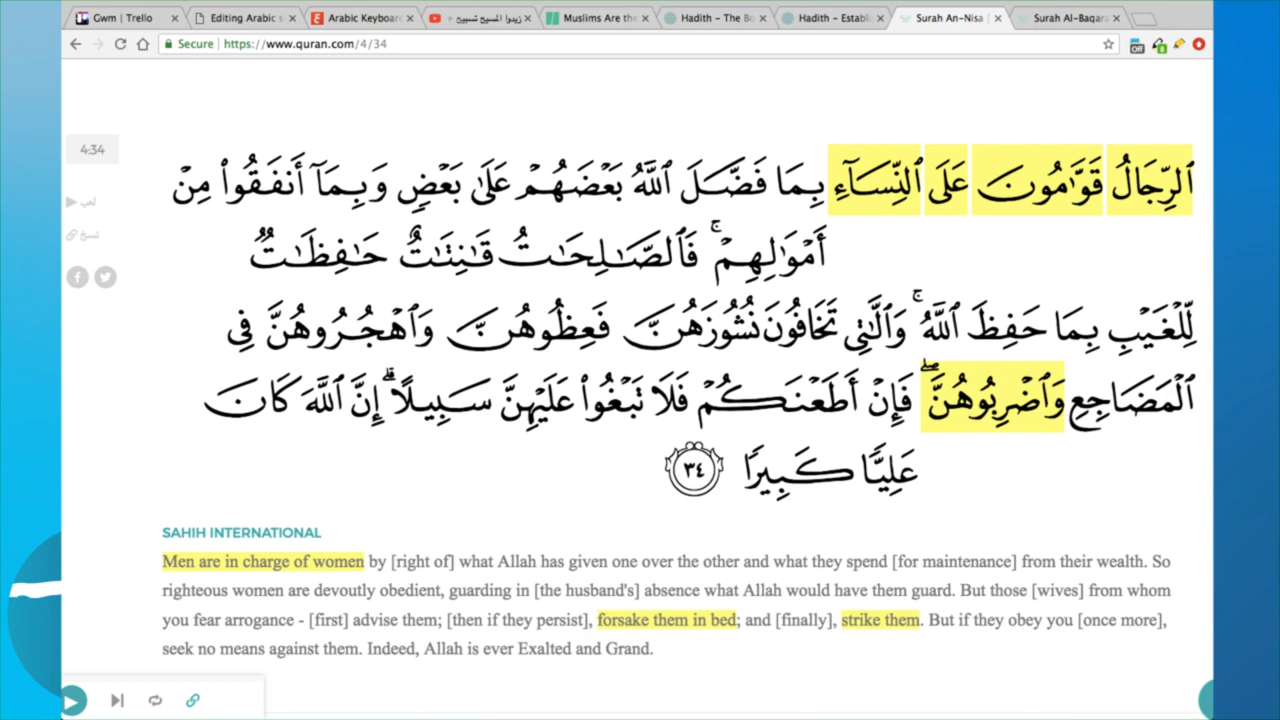 Gwm | Trello
Editing Arabic s
Arabic Keyboard
زيدوا المسيح تسبيح +
Muslims Are the
Hadith - The Bo
Hadith - Establi
Surah An-Nisa |
Surah Al-Baqara
Secure | https://www.quran.com/4/34
Off
4:34
ٱلرِّجَالُ قَوَّٰمُونَ عَلَى ٱلنِّسَآءِ بِمَا فَضَّلَ ٱللَّهُ بَعْضَهُمْ عَلَىٰ بَعْضٍ وَبِمَآ أَنفَقُوا۟ مِنْ
أَمْوَٰلِهِمْ ۚ فَٱلصَّـٰلِحَـٰتُ قَـٰنِتَـٰتٌ حَـٰفِظَـٰتٌ
لِّلْغَيْبِ بِمَا حَفِظَ ٱللَّهُ ۚ وَٱلَّـٰتِى تَخَافُونَ نُشُوزَهُنَّ فَعِظُوهُنَّ وَٱهْجُرُوهُنَّ فِى
ٱلْمَضَاجِعِ وَٱضْرِبُوهُنَّ ۖ فَإِنْ أَطَعْنَكُمْ فَلَا تَبْغُوا۟ عَلَيْهِنَّ سَبِيلًا ۗ إِنَّ ٱللَّهَ كَانَ
عَلِيًّا كَبِيرًا ٣٤
لعب
نسخ
SAHIH INTERNATIONAL
Men are in charge of women by [right of] what Allah has given one over the other and what they spend [for maintenance] from their wealth. So
righteous women are devoutly obedient, guarding in [the husband's] absence what Allah would have them guard. But those [wives] from whom
you fear arrogance - [first] advise them; [then if they persist], forsake them in bed; and [finally], strike them. But if they obey you [once more],
seek no means against them. Indeed, Allah is ever Exalted and Grand.